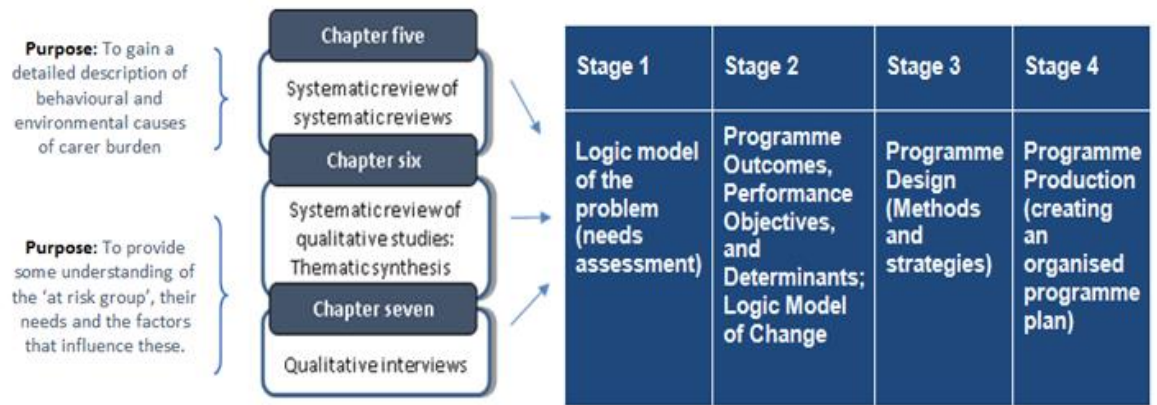 Purpose: To gain a
detailed description of
behavioural and
environmental causes
of carer burden
Purpose: To provide
some understanding of
the ‘at risk group’, their
needs and the factors
that influence these.
Chapter five
Systematic review of
systematic reviews
Chapter six
Systematic review of
qualitative studies:
Thematic synthesis
Chapter seven
Qualitative interviews
Stage 1
Logic model
of the
problem
(needs
assessment)
Stage 2
Programme
Outcomes,
Performance
Objectives,
and
Determinants;
Logic Model
of Change
Stage 3
Programme
Design
(Methods
and
strategies)
Stage 4
Programme
Production
(creating
an
organised
programme
plan)